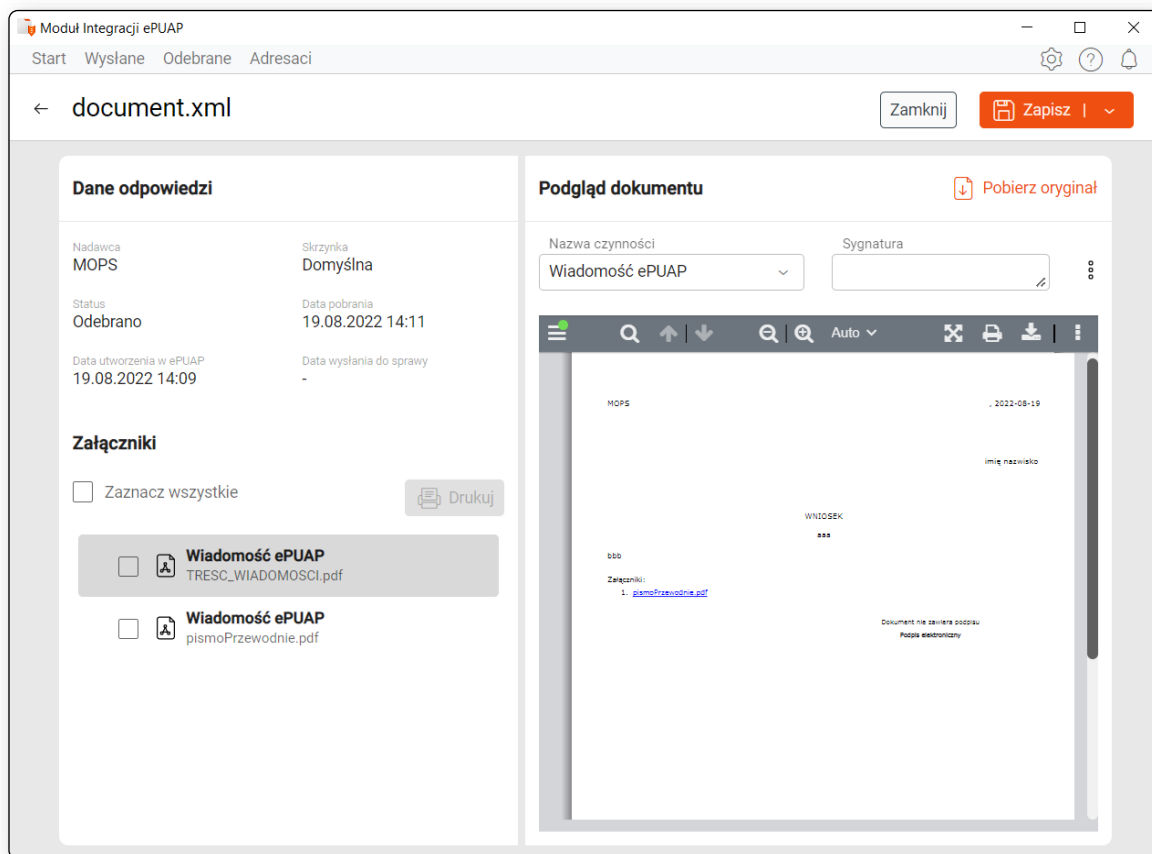 Moduł Integracji ePUAP
Start Wysłane Odebrane Adresaci
document.xml
Zamknij
Zapisz
Dane odpowiedzi
Nadawca
MOPS
Skrzynka
Domyślna
Status
Odebrano
Data pobrania
19.08.2022 14:11
Data utworzenia w ePUAP
19.08.2022 14:09
Data wysłania do sprawy
-
Załączniki
Zaznacz wszystkie
Drukuj
Wiadomość ePUAP
TRESC_WIADOMOSCI.pdf
Wiadomość ePUAP
pismoPrzewodnie.pdf
Podgląd dokumentu
Pobierz oryginał
Nazwa czynności
Wiadomość ePUAP
Sygnatura
Auto
MOPS
, 2022-08-19
imię nazwisko
WNIOSEK
aaa
bbb
Załączniki:
1. pismoPrzewodnie.pdf
Dokument nie zawiera podpisu
Podpis elektroniczny